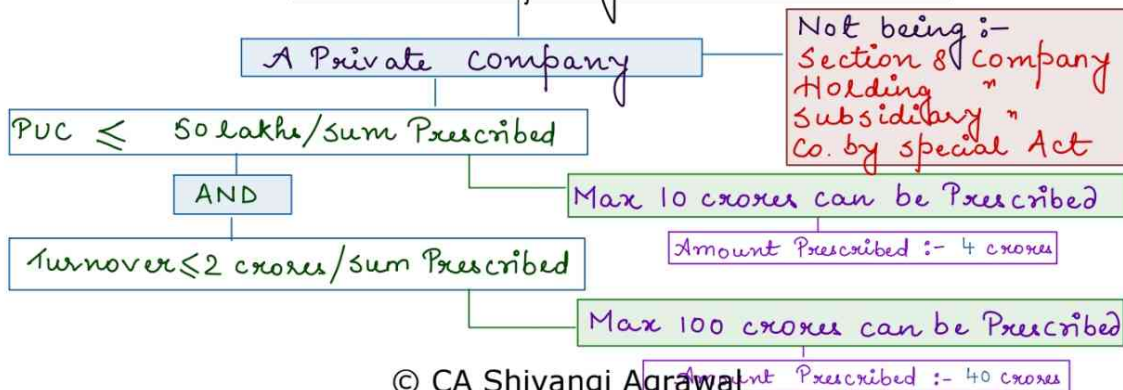 A Private Company
Not being :-
Section 8 Company
Holding "
Subsidiary "
Co. by special Act
PUC ≤ 50 lakhs/sum Prescribed
AND
Max 10 crores can be Prescribed
Amount Prescribed :- 4 crores
Turnover ≤ 2 crores/sum Prescribed
Max 100 crores can be Prescribed
Amount Prescribed :- 40 crores
© CA Shivangi Agrawal